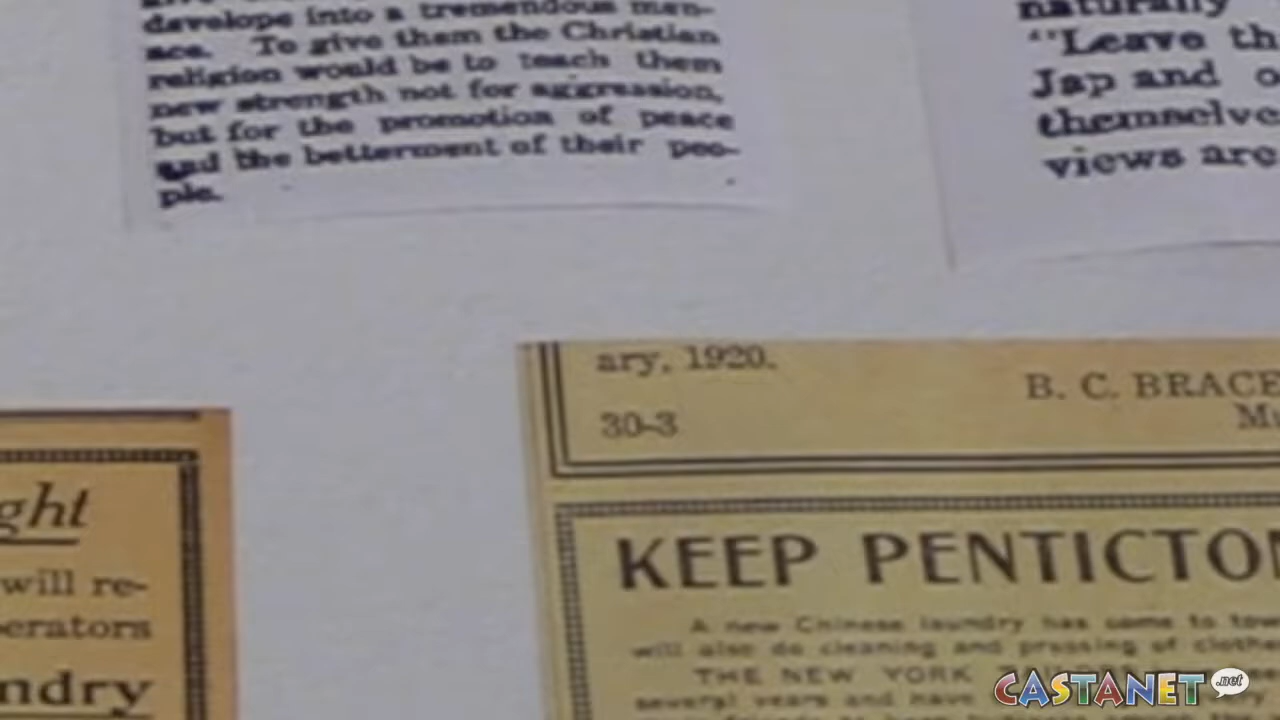 develope into a tremendous men-
ace. To give them the Christian
religion would be to teach them
new strength not for aggression,
but for the promotion of peace
and the betterment of their peo-
ple.
naturally
"Leave th
Jap and o
themselve
views are
ary, 1920.
B. C. BRACE
30-3
Mu
ght
will re-
erators
ndry
KEEP PENTICTON
A new Chinese laundry has come to tow
will also do cleaning and pressing of clothe
THE NEW YORK
several years and have
CASTANET.net